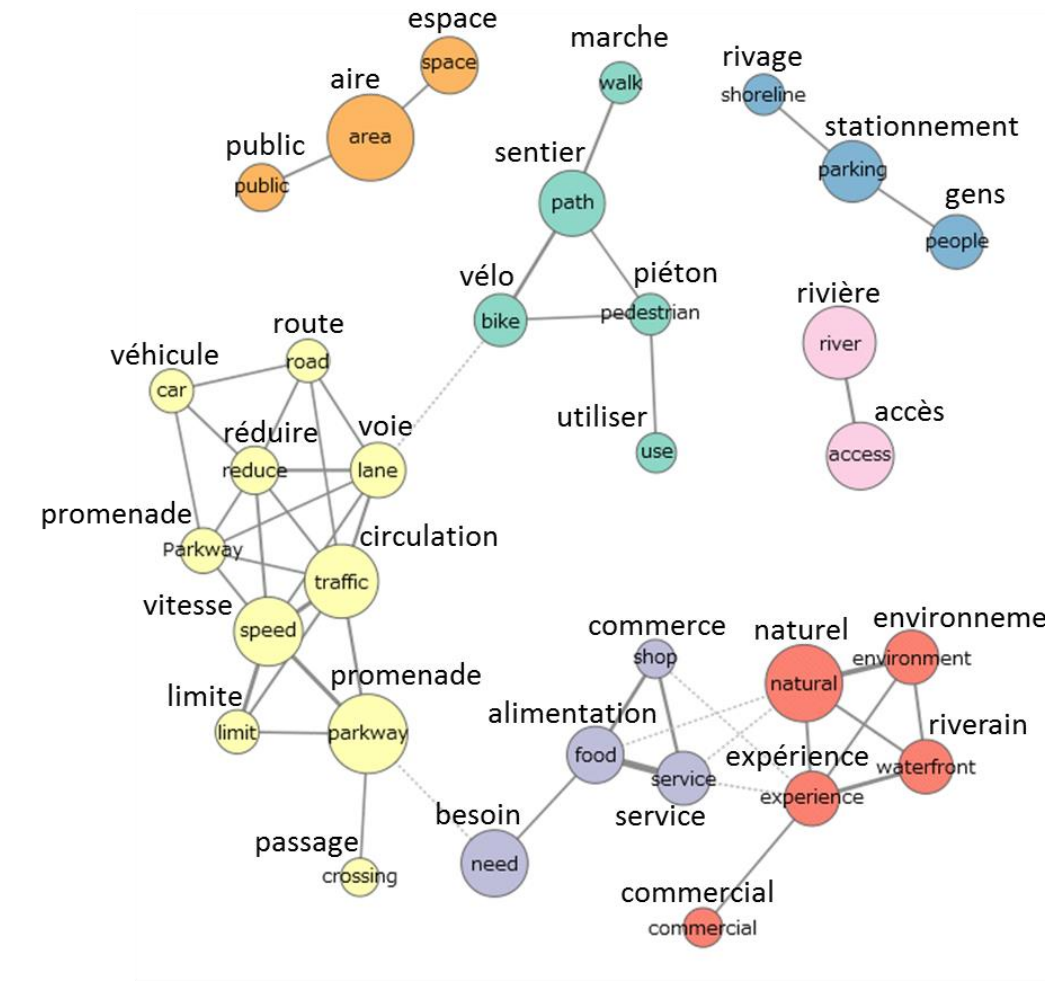 espace
space
aire
area
public
public
marche
walk
sentier
path
vélo
bike
piéton
pedestrian
utiliser
use
rivage
shoreline
stationnement
parking
gens
people
rivière
river
accès
access
route
road
véhicule
car
réduire
reduce
voie
lane
promenade
Parkway
circulation
traffic
vitesse
speed
limite
limit
promenade
parkway
passage
crossing
besoin
need
commerce
shop
alimentation
food
service
service
naturel
natural
environneme
environment
riverain
waterfront
expérience
experience
commercial
commercial